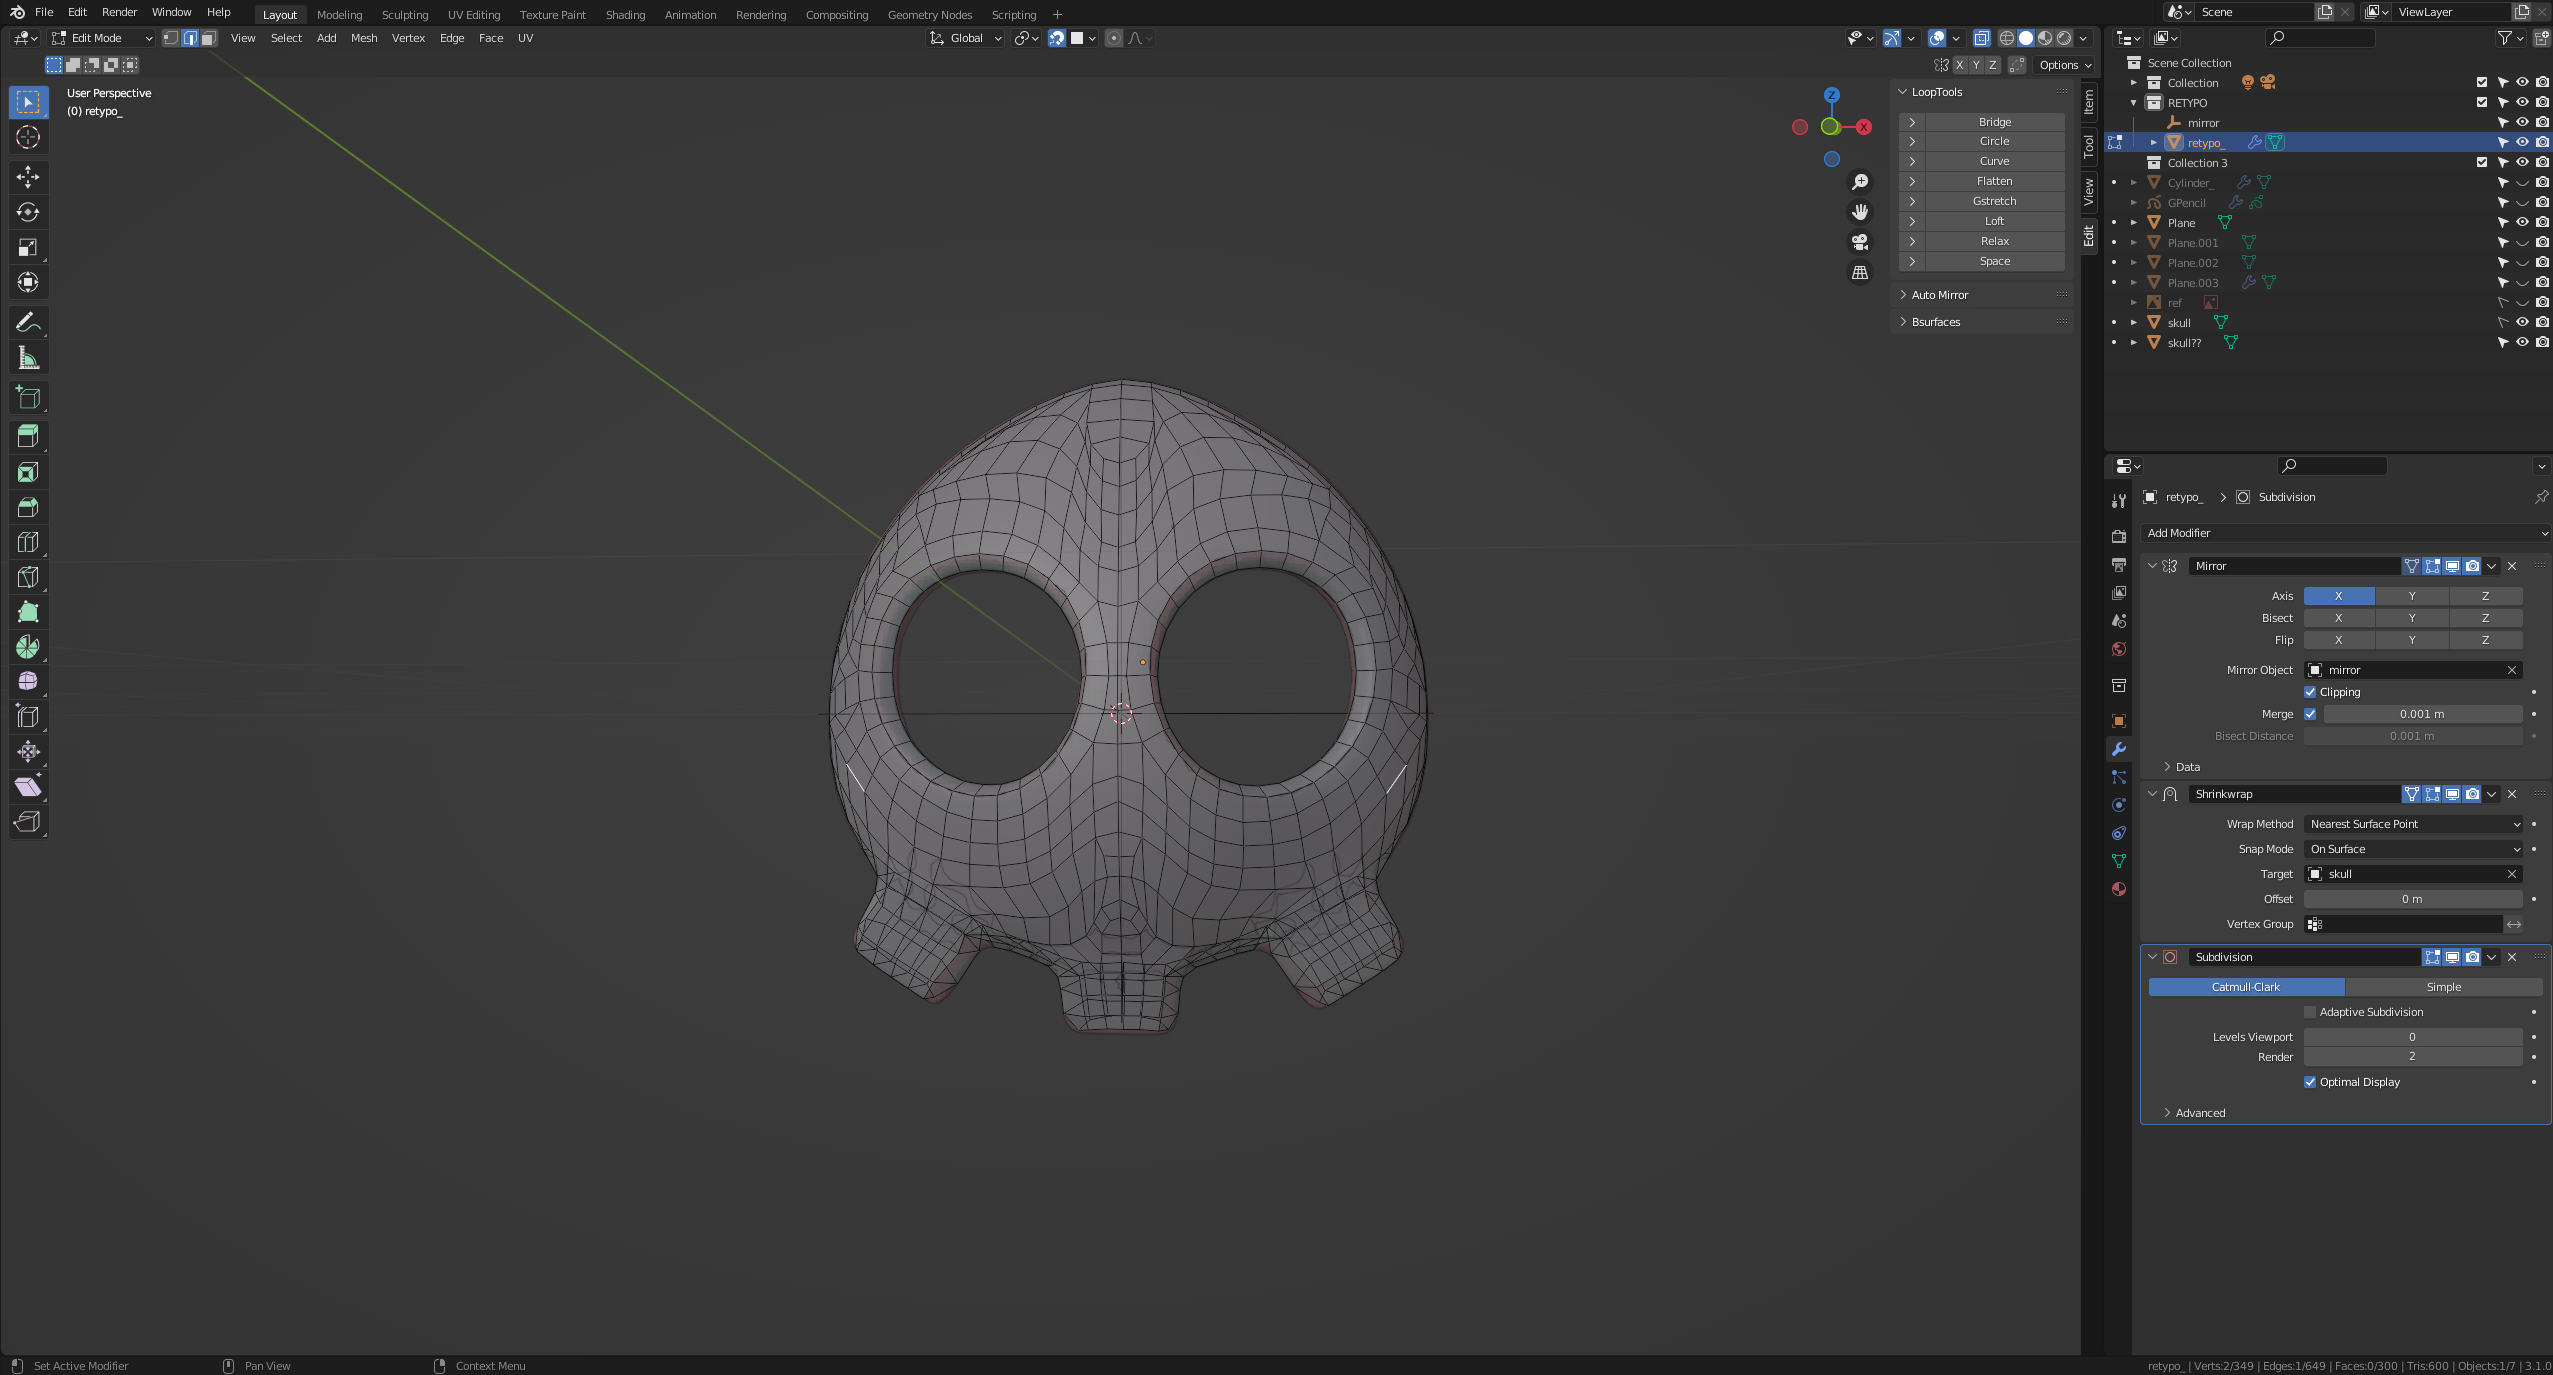 File Edit Render Window Help Layout Modeling Sculpting UV Editing Texture Paint Shading Animation Rendering Compositing Geometry Nodes Scripting + Scene ViewLayer
Edit Mode View Select Add Mesh Vertex Edge Face UV Global
X Y Z Options
User Perspective
(0) retypo_
Z
X
LoopTools
Bridge
Circle
Curve
Flatten
Gstretch
Loft
Relax
Space
Auto Mirror
Bsurfaces
Item
Tool
View
Edit
Scene Collection
Collection
RETYPO
mirror
retypo_
Collection 3
Cylinder_
GPencil
Plane
Plane.001
Plane.002
Plane.003
ref
skull
skull??
retypo_ Subdivision
Add Modifier
Mirror
Axis X Y Z
Bisect X Y Z
Flip X Y Z
Mirror Object mirror
Clipping
Merge 0.001 m
Bisect Distance 0.001 m
Data
Shrinkwrap
Wrap Method Nearest Surface Point
Snap Mode On Surface
Target skull
Offset 0 m
Vertex Group
Subdivision
Catmull-Clark Simple
Adaptive Subdivision
Levels Viewport 0
Render 2
Optimal Display
Advanced
Set Active Modifier Pan View Context Menu retypo_ | Verts:2/349 | Edges:1/649 | Faces:0/300 | Tris:600 | Objects:1/7 | 3.1.0